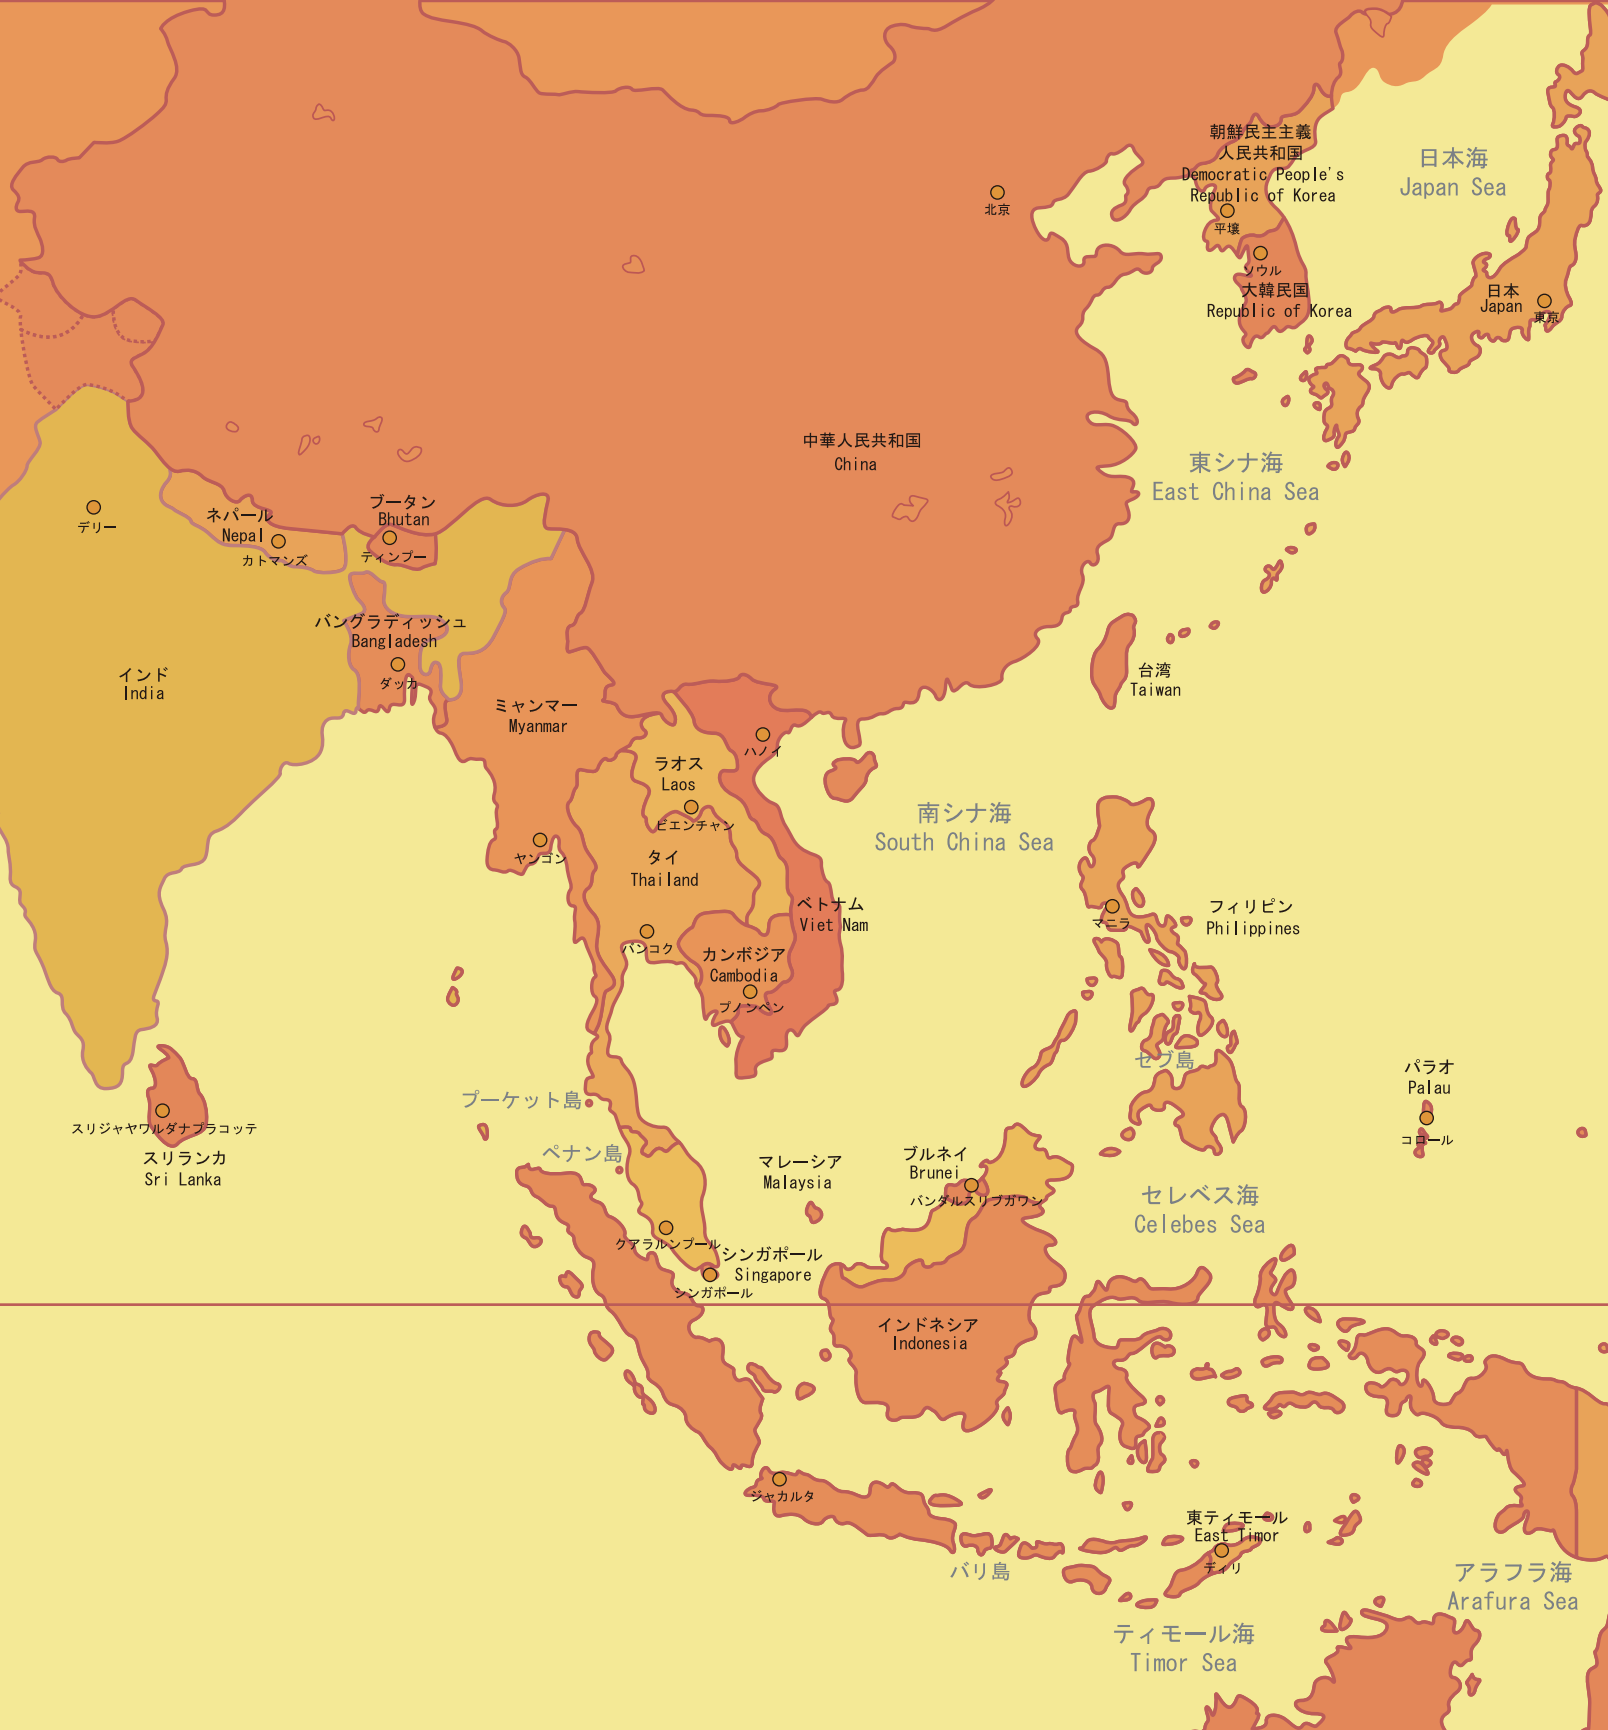 朝鮮民主主義
人民共和国
Democratic People's
Republic of Korea
平壌
日本海
Japan Sea
北京
ソウル
大韓民国
Republic of Korea
日本
Japan
東京
中華人民共和国
China
東シナ海
East China Sea
デリー
ネパール
Nepal
カトマンズ
ブータン
Bhutan
ティンプー
バングラディッシュ
Bangladesh
ダッカ
インド
India
ミャンマー
Myanmar
台湾
Taiwan
ハノイ
ラオス
Laos
ビエンチャン
南シナ海
South China Sea
ヤンゴン
タイ
Thailand
ベトナム
Viet Nam
マニラ
フィリピン
Philippines
バンコク
カンボジア
Cambodia
プノンペン
セブ島
パラオ
Palau
コロール
プーケット島
スリジャヤワルダナプラコッテ
スリランカ
Sri Lanka
ペナン島
マレーシア
Malaysia
ブルネイ
Brunei
バンダルスリブガワン
セレベス海
Celebes Sea
クアラルンプール
シンガポール
Singapore
シンガポール
インドネシア
Indonesia
ジャカルタ
東ティモール
East Timor
ディリ
バリ島
アラフラ海
Arafura Sea
ティモール海
Timor Sea